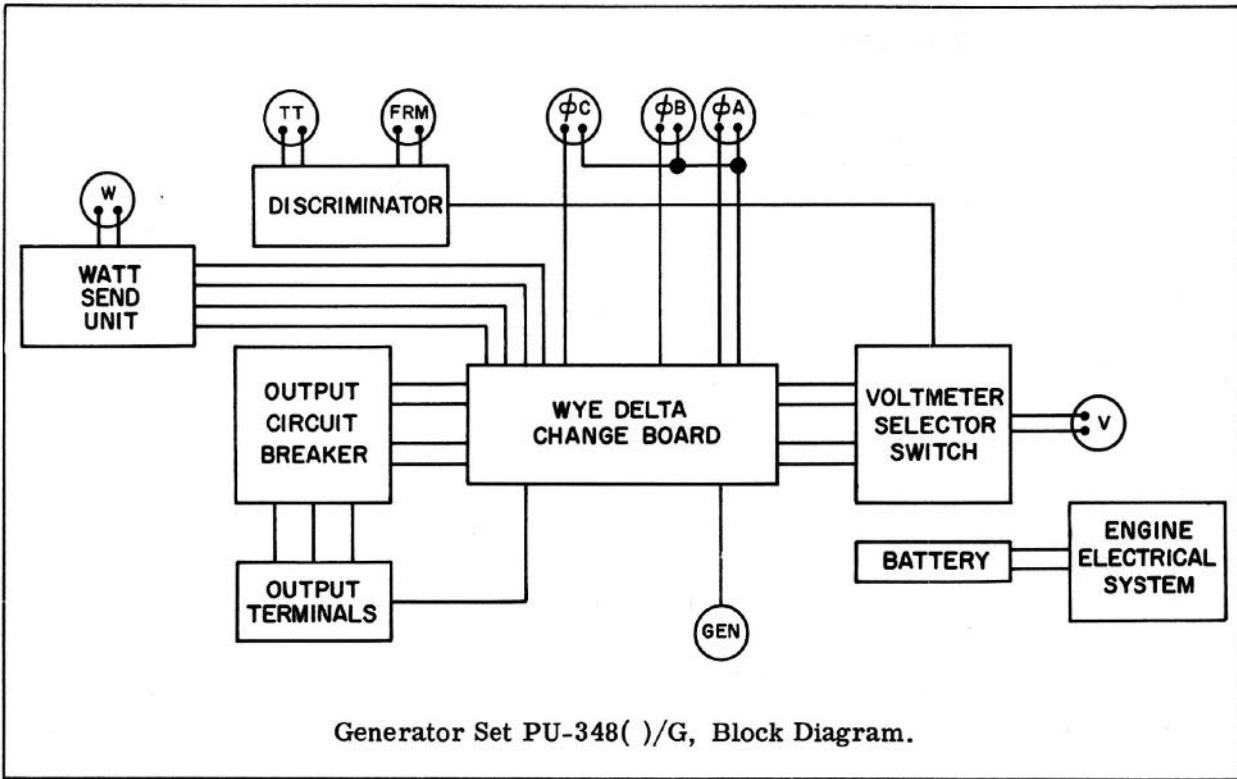 TT
FRM
ϕC
ϕB
ϕA
W
DISCRIMINATOR
WATT
SEND
UNIT
OUTPUT
CIRCUIT
BREAKER
WYE DELTA
CHANGE BOARD
VOLTMETER
SELECTOR
SWITCH
V
BATTERY
ENGINE
ELECTRICAL
SYSTEM
OUTPUT
TERMINALS
GEN
Generator Set PU-348( )/G, Block Diagram.